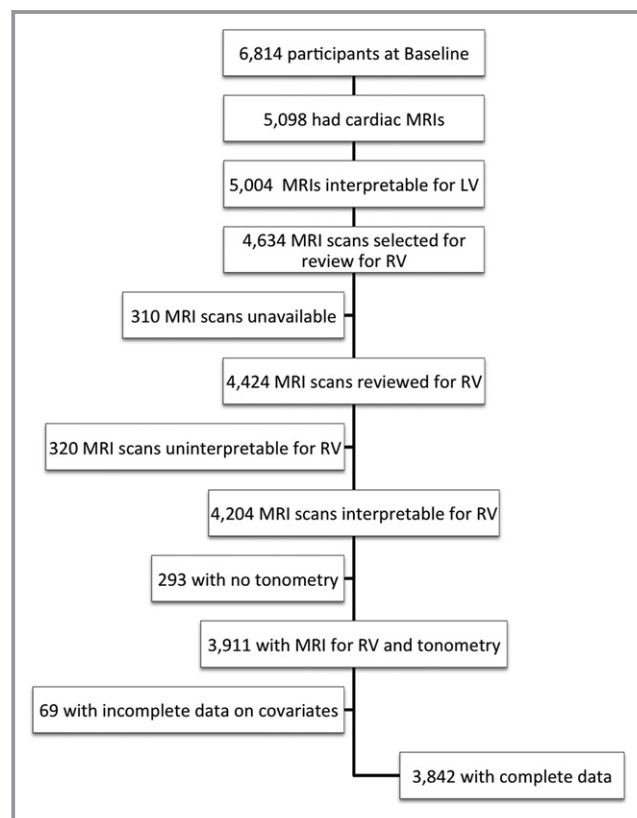 6,814 participants at Baseline
5,098 had cardiac MRIs
5,004 MRIs interpretable for LV
4,634 MRI scans selected for
review for RV
310 MRI scans unavailable
4,424 MRI scans reviewed for RV
320 MRI scans uninterpretable for RV
4,204 MRI scans interpretable for RV
293 with no tonometry
3,911 with MRI for RV and tonometry
69 with incomplete data on covariates
3,842 with complete data